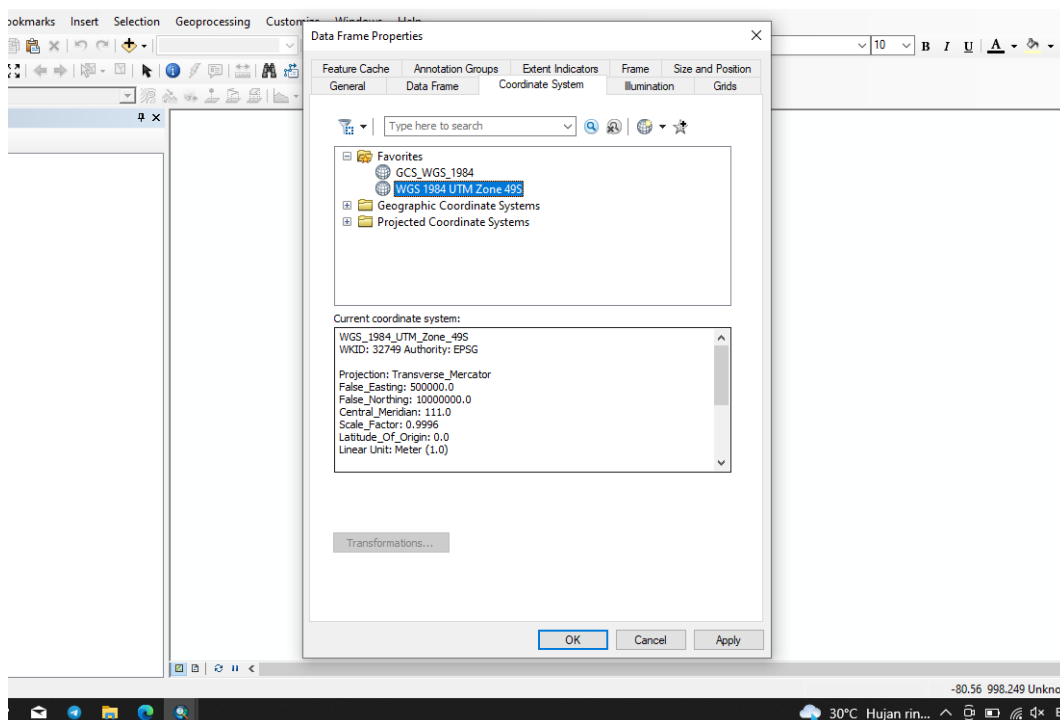 ookmarks Insert Selection Geoprocessing Customize Windows Help
Data Frame Properties
10 B I U A
Feature Cache Annotation Groups Extent Indicators Frame Size and Position
General Data Frame Coordinate System Illumination Grids
Type here to search
Favorites
GCS_WGS_1984
WGS 1984 UTM Zone 49S
Geographic Coordinate Systems
Projected Coordinate Systems
Current coordinate system:
WGS_1984_UTM_Zone_49S
WKID: 32749 Authority: EPSG
Projection: Transverse_Mercator
False_Easting: 500000.0
False_Northing: 10000000.0
Central_Meridian: 111.0
Scale_Factor: 0.9996
Latitude_Of_Origin: 0.0
Linear Unit: Meter (1.0)
Transformations...
OK Cancel Apply
-80.56 998.249 Unkno
30°C Hujan rin...